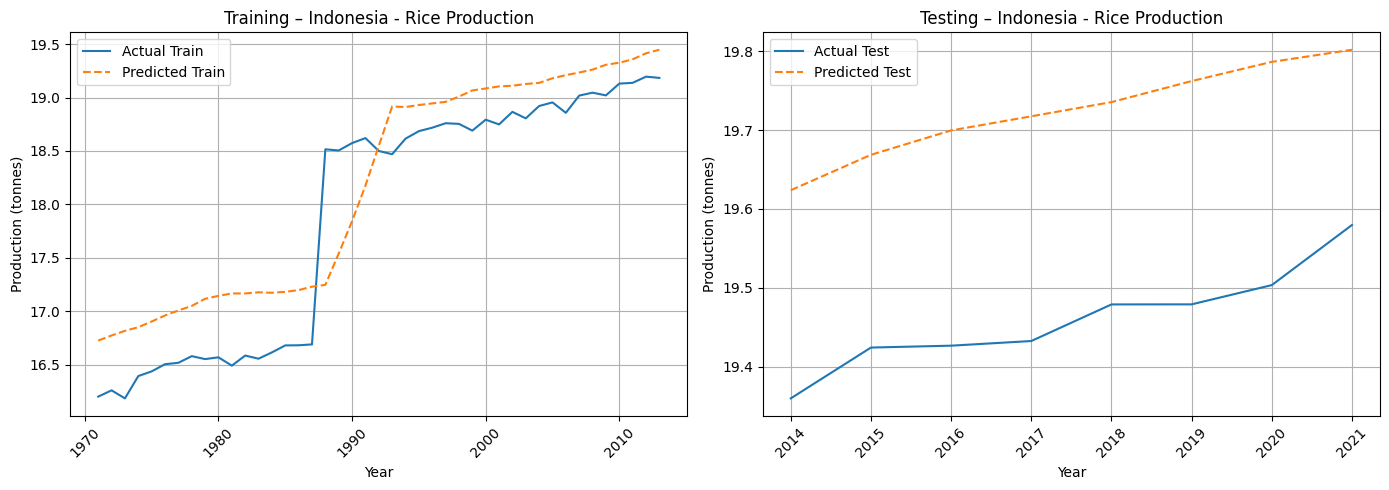 Training – Indonesia - Rice Production
Actual Train
Predicted Train
Production (tonnes)
19.5
19.0
18.5
18.0
17.5
17.0
16.5
1970
1980
1990
2000
2010
Year
Testing – Indonesia - Rice Production
Actual Test
Predicted Test
Production (tonnes)
19.8
19.7
19.6
19.5
19.4
2014
2015
2016
2017
2018
2019
2020
2021
Year